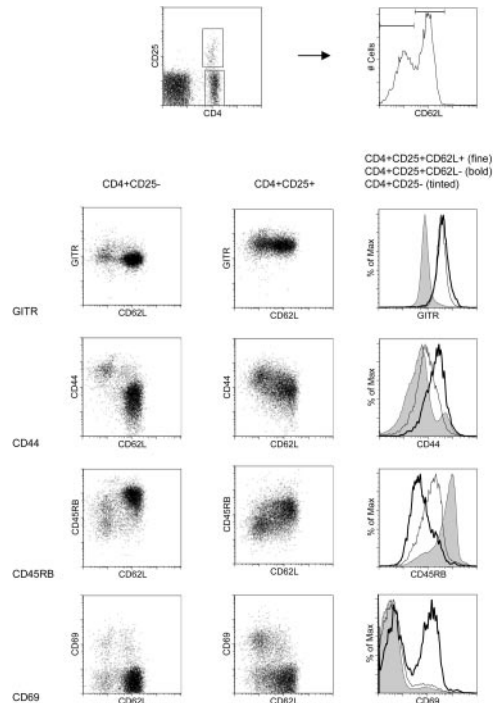 CD25
CD4
# Cells
CD62L
CD4+CD25-
CD4+CD25+
CD4+CD25+CD62L+ (fine)
CD4+CD25+CD62L- (bold)
CD4+CD25- (tinted)
GITR
CD62L
GITR
CD62L
% of Max
GITR
GITR
CD44
CD62L
CD44
CD62L
% of Max
CD44
CD44
CD45RB
CD62L
CD45RB
CD62L
% of Max
CD45RB
CD45RB
CD69
CD62L
CD69
CD62L
% of Max
CD69
CD69